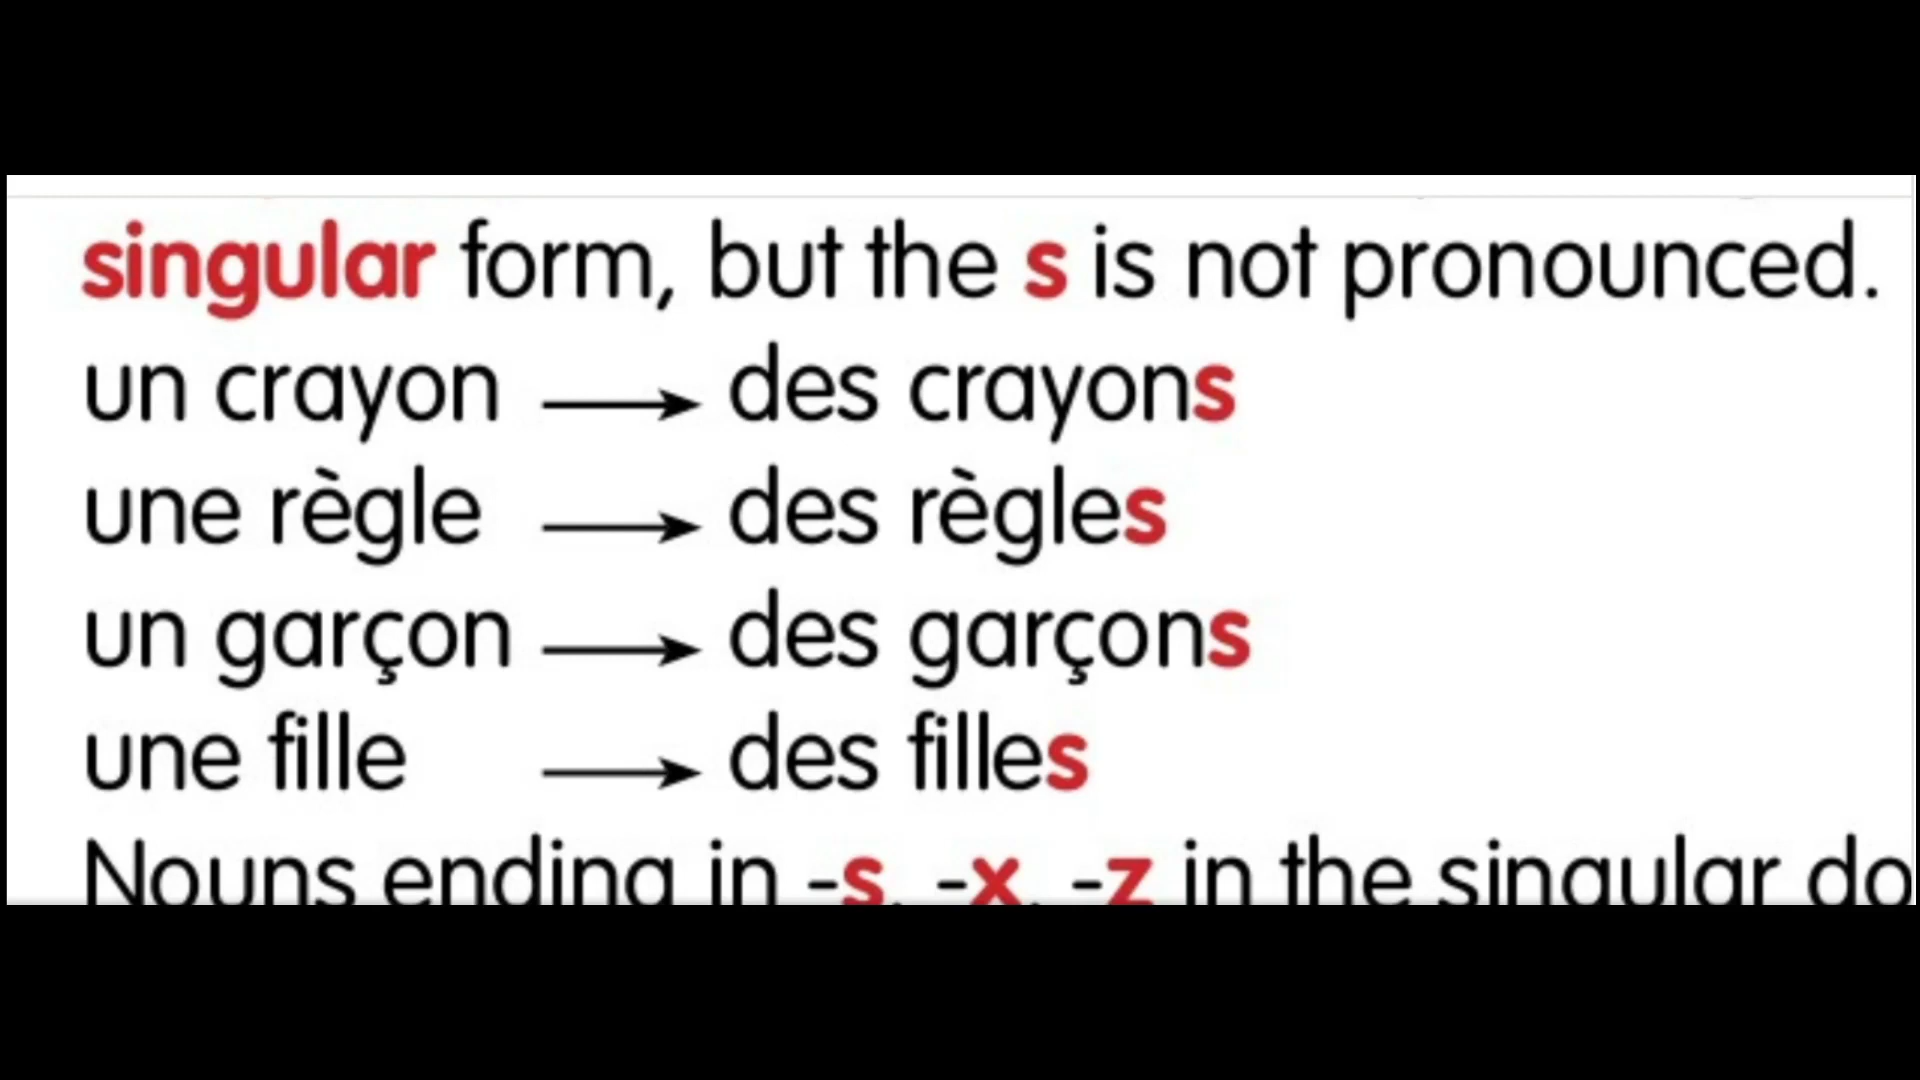 singular form, but the s is not pronounced.
un crayon → des crayons
une règle → des règles
un garçon → des garçons
une fille → des filles
Nouns ending in -s, -x, -z in the singular do